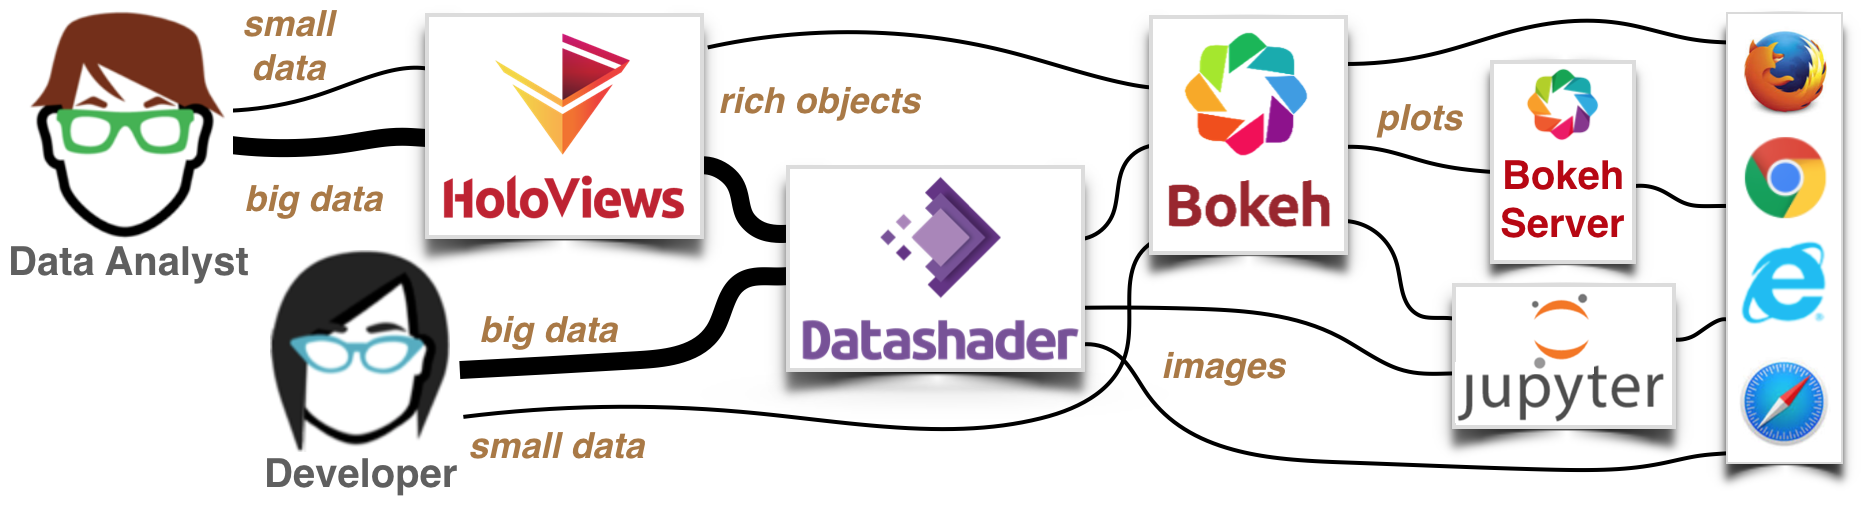 small
data
big data
Data Analyst
HoloViews
rich objects
big data
small data
Developer
Datashader
Bokeh
plots
Bokeh
Server
images
jupyter